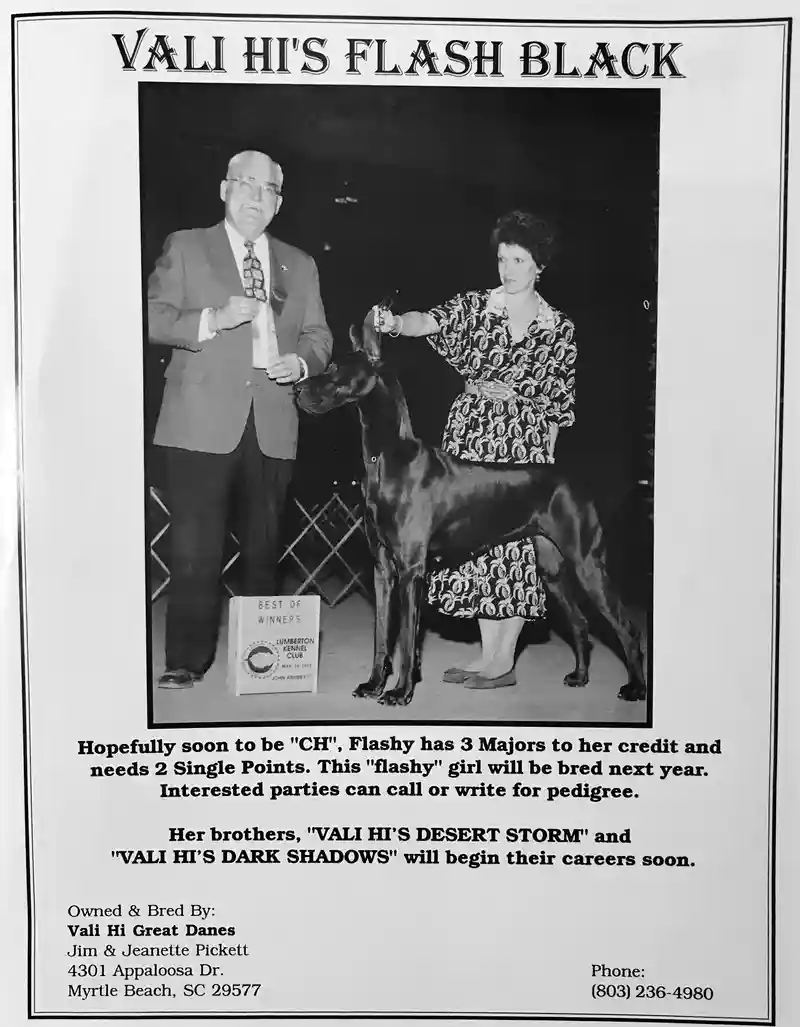 VALI HI'S FLASH BLACK
BEST OF
WINNERS
LUMBERTON
KENNEL
CLUB
Hopefully soon to be "CH", Flashy has 3 Majors to her credit and
needs 2 Single Points. This "flashy" girl will be bred next year.
Interested parties can call or write for pedigree.
Her brothers, "VALI HI'S DESERT STORM" and
"VALI HI'S DARK SHADOWS" will begin their careers soon.
Owned & Bred By:
Vali Hi Great Danes
Jim & Jeanette Pickett
4301 Appaloosa Dr.
Myrtle Beach, SC 29577
Phone:
(803) 236-4980